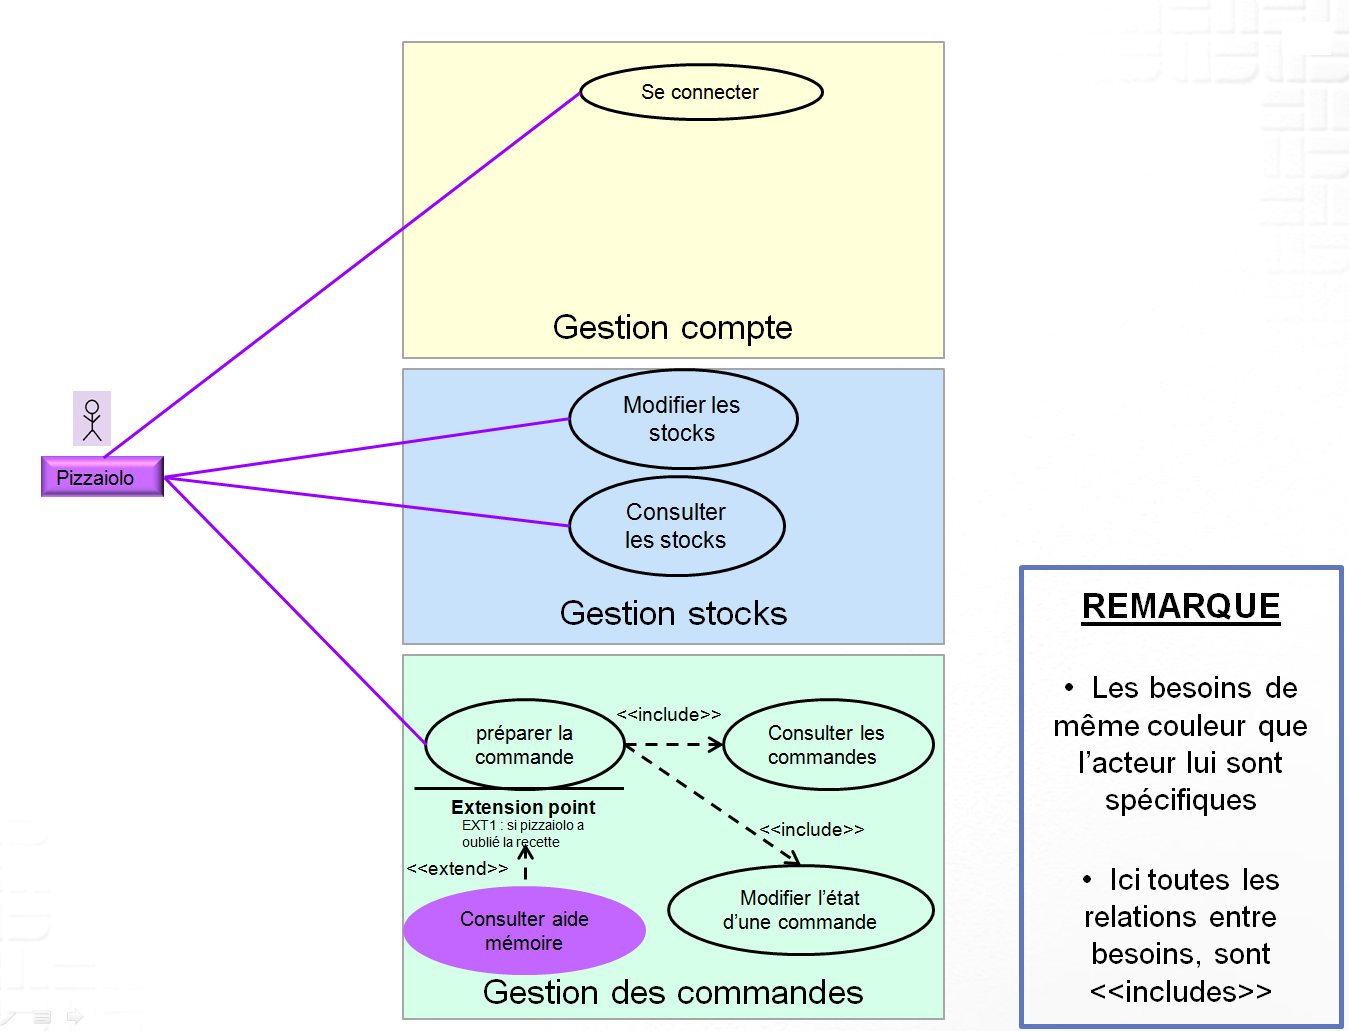 Se connecter
Gestion compte
Pizzaiolo
Modifier les
stocks
Consulter
les stocks
Gestion stocks
préparer la
commande
<<include>>
Consulter les
commandes
Extension point
EXT1 : si pizzaiolo a
oublié la recette
<<include>>
<<extend>>
Consulter aide
mémoire
Modifier l'état
d'une commande
Gestion des commandes
REMARQUE
• Les besoins de
même couleur que
l'acteur lui sont
spécifiques
• Ici toutes les
relations entre
besoins, sont
<<includes>>